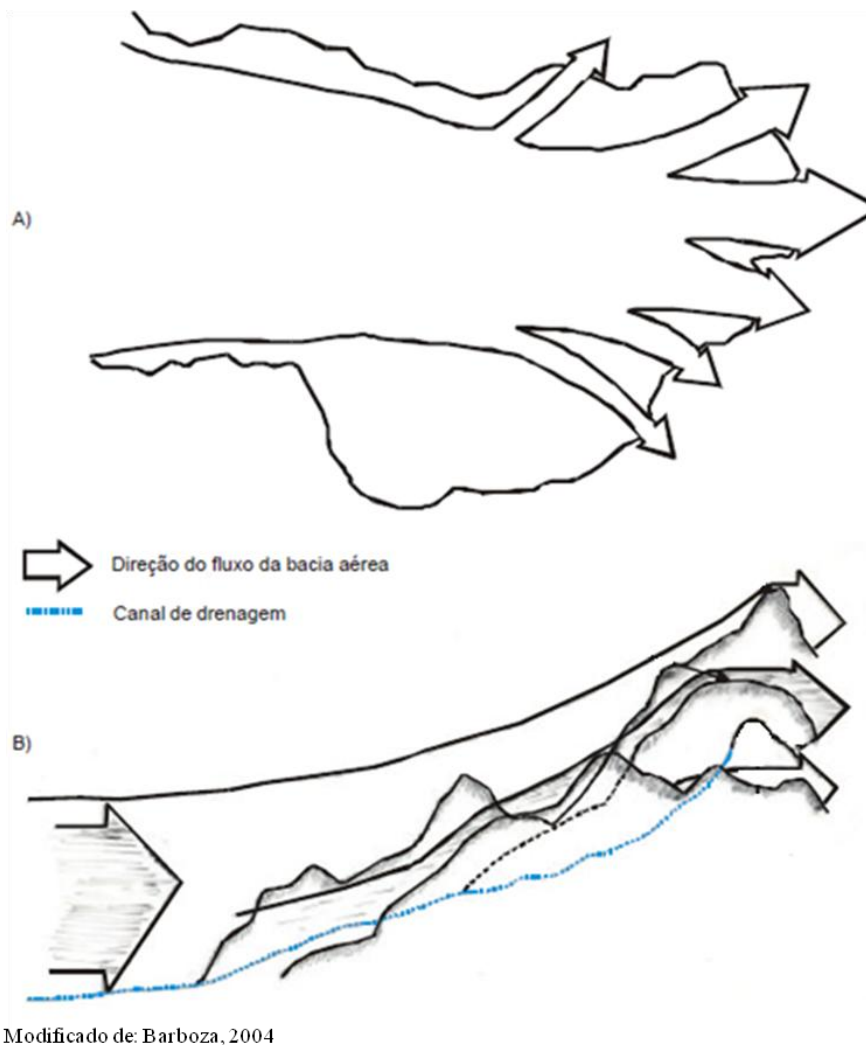 A)
Direção do fluxo da bacia aérea
Canal de drenagem
B)
Modificado de: Barboza, 2004